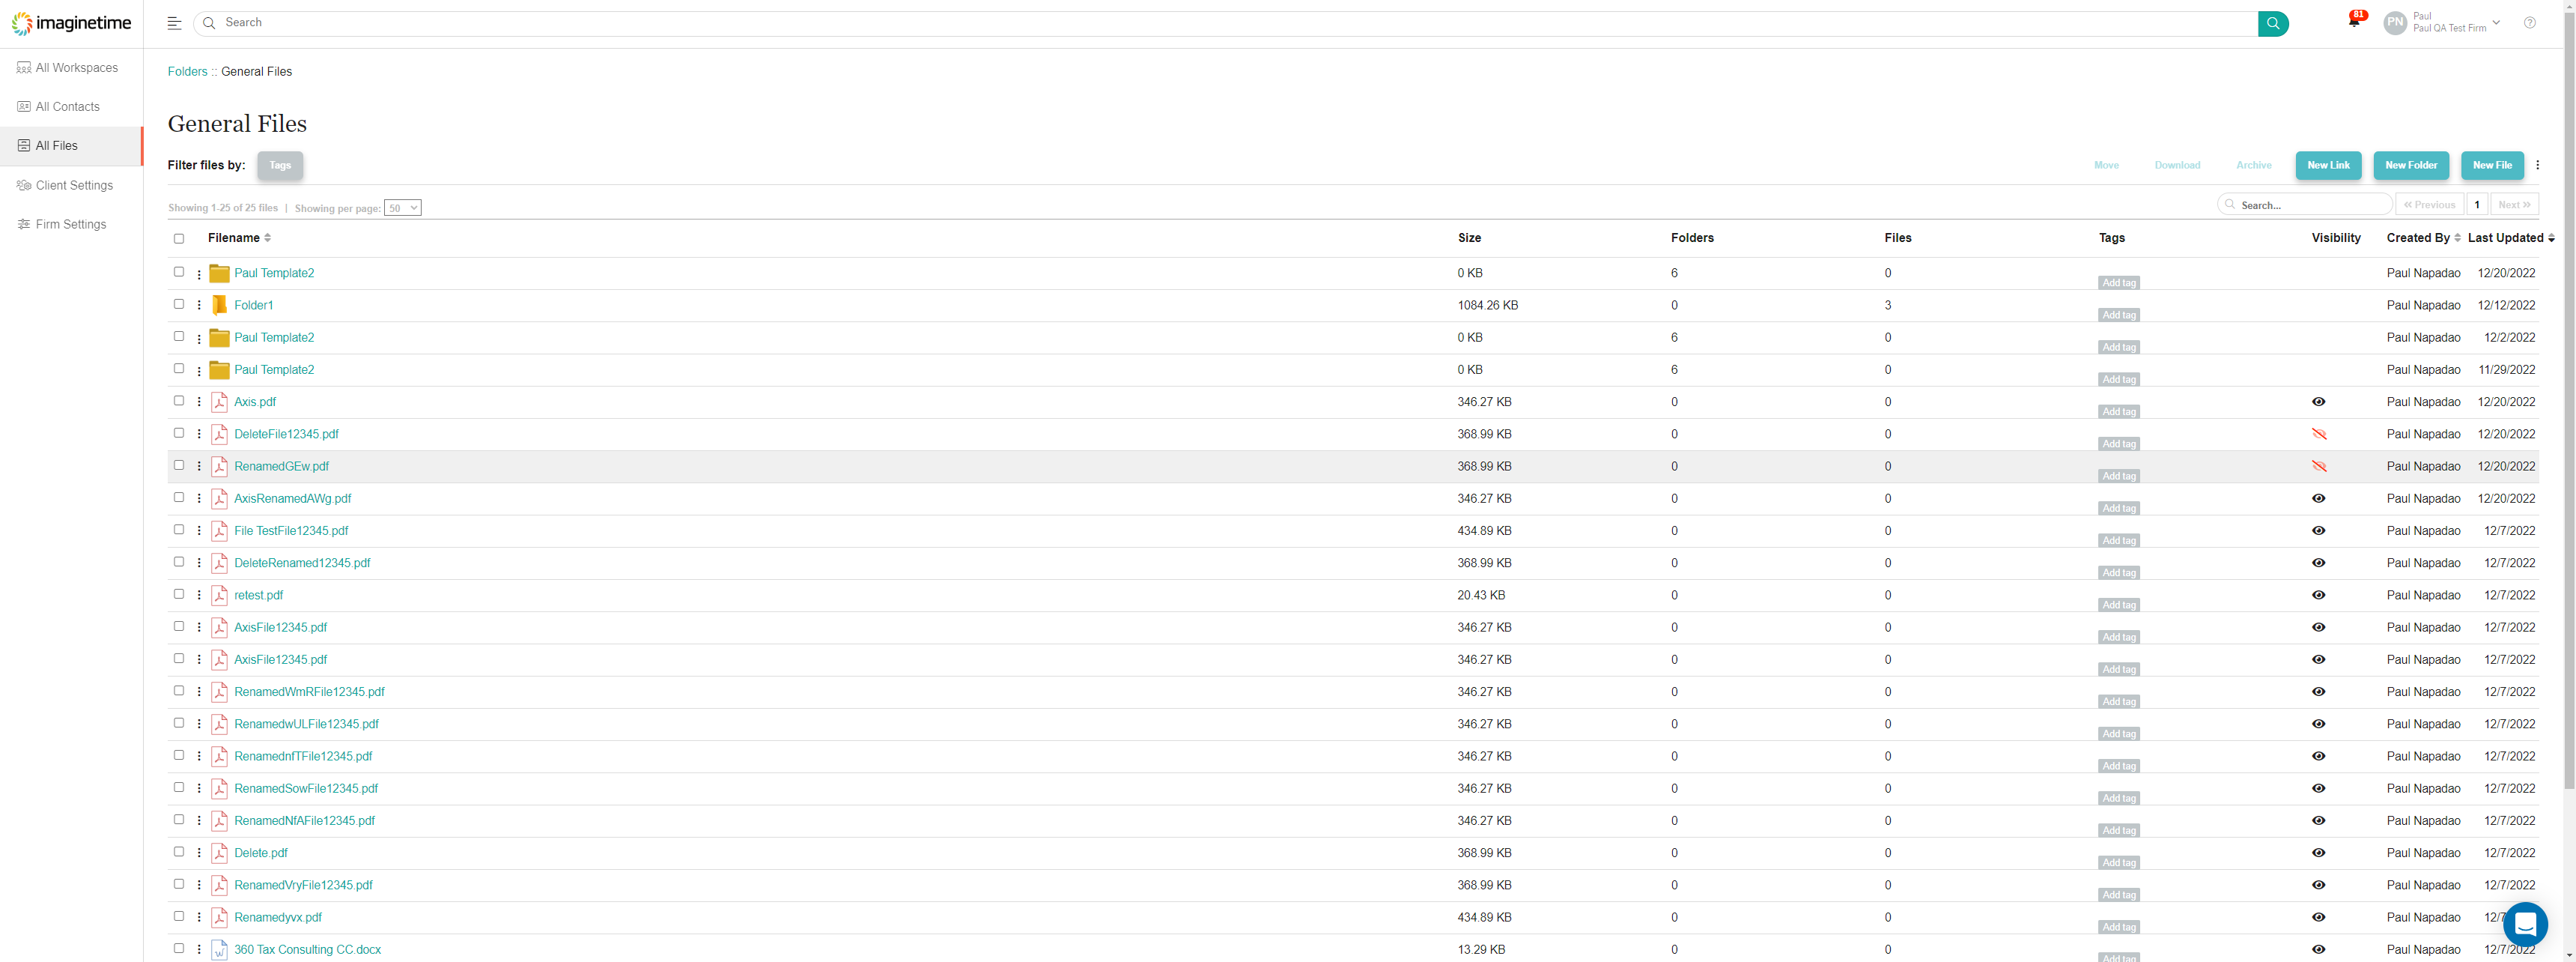 imaginetime
Search
81
PN
Paul
Paul QA Test Firm
All Workspaces
All Contacts
All Files
Client Settings
Firm Settings
Folders :: General Files
General Files
Filter files by: Tags
Move Download Archive New Link New Folder New File
Showing 1-25 of 25 files | Showing per page: 50
Search... « Previous 1 Next »
Filename Size Folders Files Tags Visibility Created By Last Updated
Paul Template2 0 KB 6 0 Add tag Paul Napadao 12/20/2022
Folder1 1084.26 KB 0 3 Add tag Paul Napadao 12/12/2022
Paul Template2 0 KB 6 0 Add tag Paul Napadao 12/2/2022
Paul Template2 0 KB 6 0 Add tag Paul Napadao 11/29/2022
Axis.pdf 346.27 KB 0 0 Add tag Paul Napadao 12/20/2022
DeleteFile12345.pdf 368.99 KB 0 0 Add tag Paul Napadao 12/20/2022
RenamedGEw.pdf 368.99 KB 0 0 Add tag Paul Napadao 12/20/2022
AxisRenamedAWg.pdf 346.27 KB 0 0 Add tag Paul Napadao 12/20/2022
File TestFile12345.pdf 434.89 KB 0 0 Add tag Paul Napadao 12/7/2022
DeleteRenamed12345.pdf 368.99 KB 0 0 Add tag Paul Napadao 12/7/2022
retest.pdf 20.43 KB 0 0 Add tag Paul Napadao 12/7/2022
AxisFile12345.pdf 346.27 KB 0 0 Add tag Paul Napadao 12/7/2022
AxisFile12345.pdf 346.27 KB 0 0 Add tag Paul Napadao 12/7/2022
RenamedWmRFile12345.pdf 346.27 KB 0 0 Add tag Paul Napadao 12/7/2022
RenamedwULFile12345.pdf 346.27 KB 0 0 Add tag Paul Napadao 12/7/2022
RenamednfTFile12345.pdf 346.27 KB 0 0 Add tag Paul Napadao 12/7/2022
RenamedSowFile12345.pdf 346.27 KB 0 0 Add tag Paul Napadao 12/7/2022
RenamedNfAFile12345.pdf 346.27 KB 0 0 Add tag Paul Napadao 12/7/2022
Delete.pdf 368.99 KB 0 0 Add tag Paul Napadao 12/7/2022
RenamedVryFile12345.pdf 368.99 KB 0 0 Add tag Paul Napadao 12/7/2022
Renamedyvx.pdf 434.89 KB 0 0 Add tag Paul Napadao 12/7
360 Tax Consulting CC.docx 13.29 KB 0 0 Add tag Paul Napadao 12/7/2022